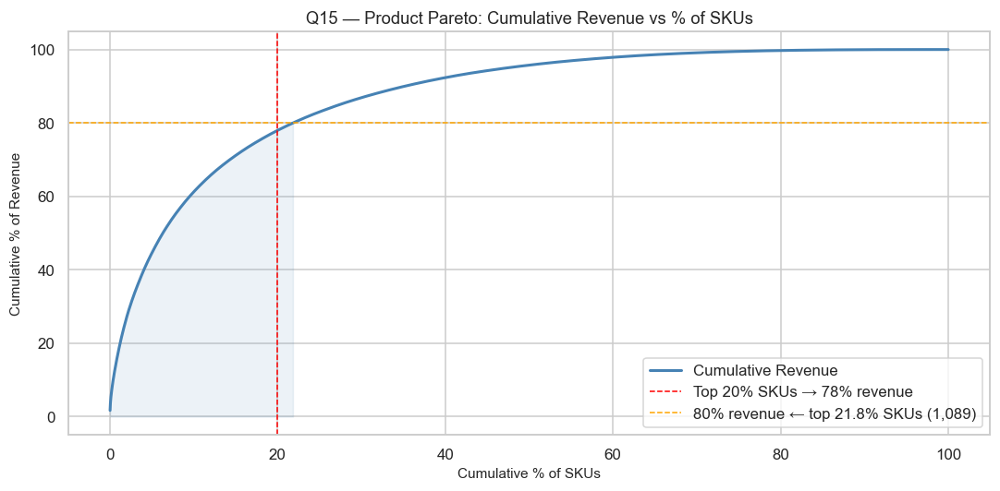 Q15 — Product Pareto: Cumulative Revenue vs % of SKUs
Cumulative % of Revenue
100
80
60
40
20
0
Cumulative Revenue
Top 20% SKUs → 78% revenue
80% revenue ← top 21.8% SKUs (1,089)
0 20 40 60 80 100
Cumulative % of SKUs